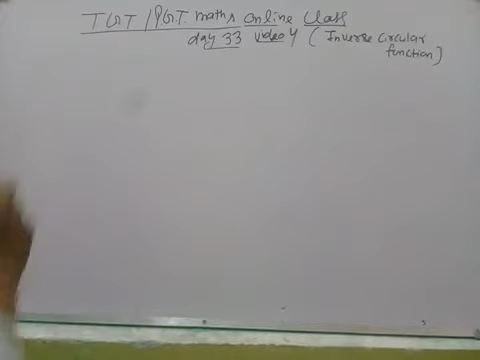 TGT/PGT. maths online class
day 33 video 4 (Inverse circular
function)